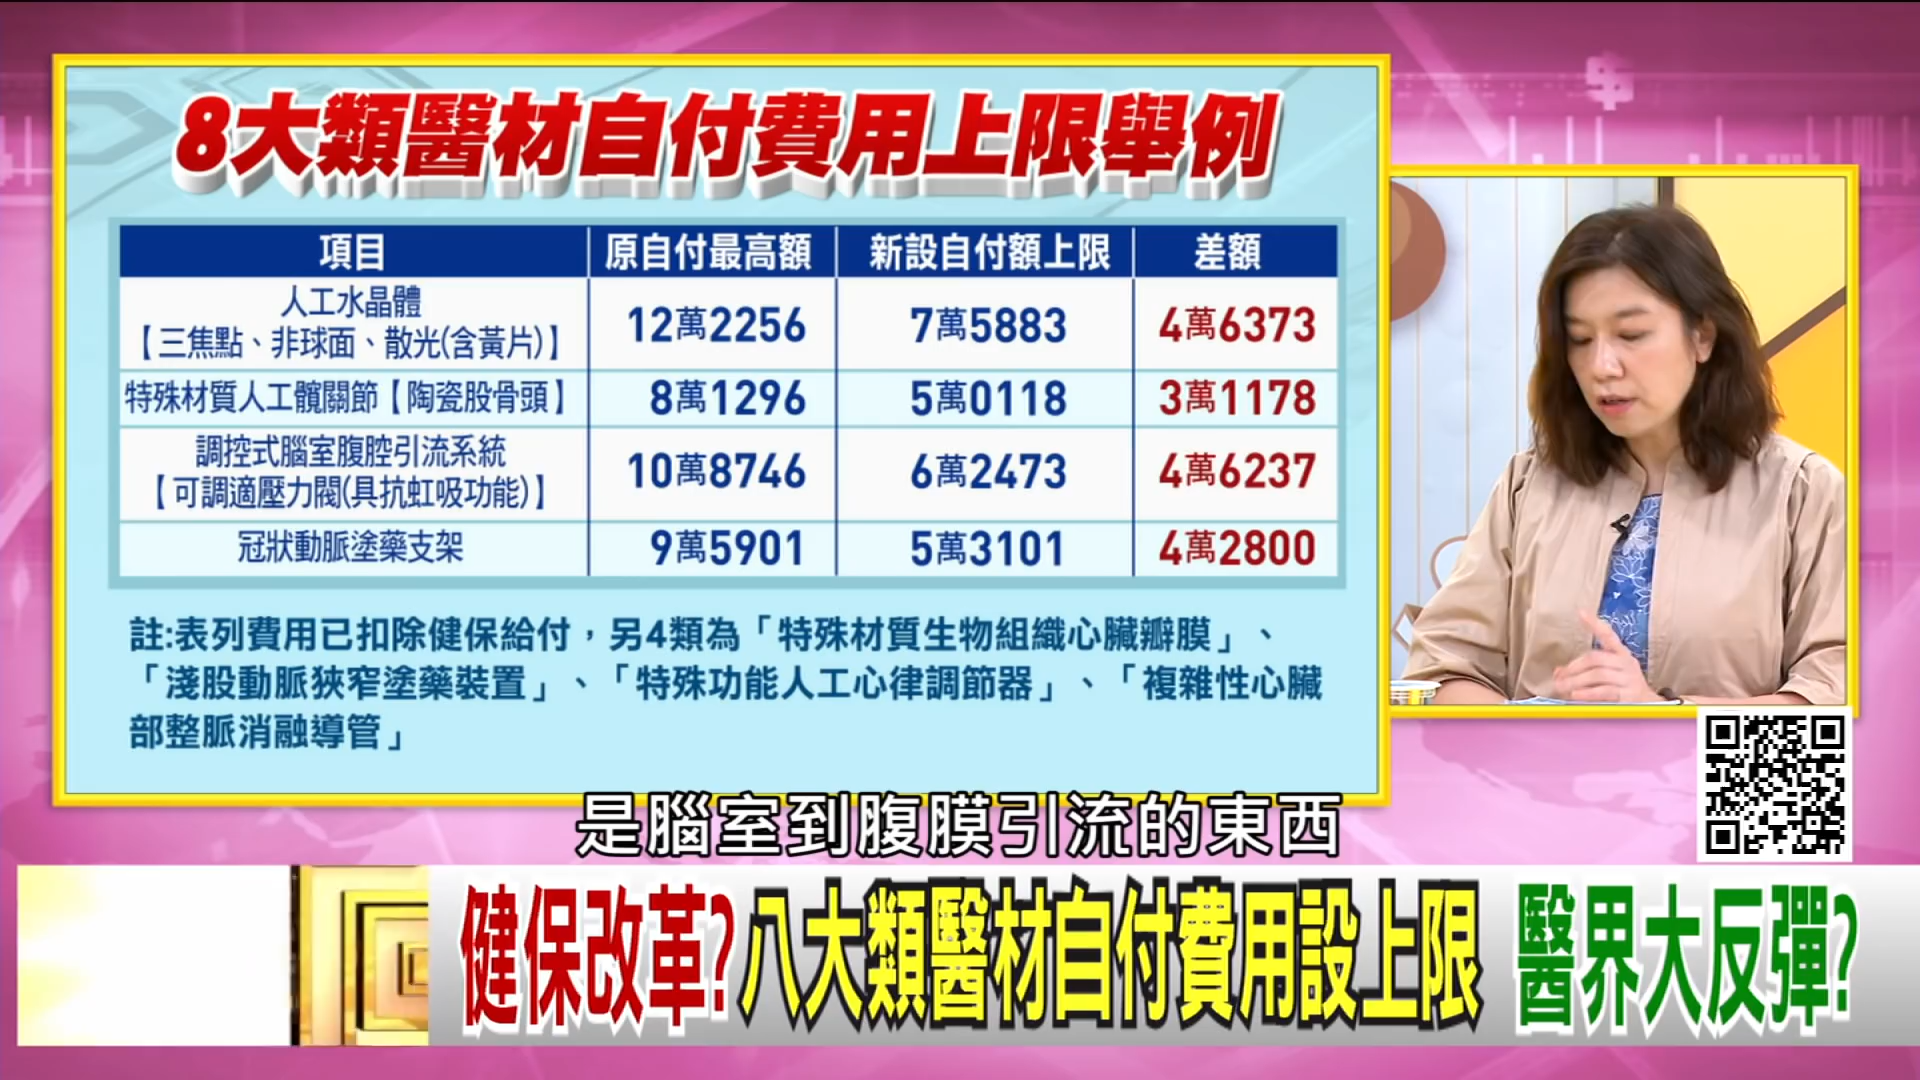 8大類醫材自付費用上限舉例
項目 原自付最高額 新設自付額上限 差額
人工水晶體
【三焦點、非球面、散光(含黃片)】 12萬2256 7萬5883 4萬6373
特殊材質人工髖關節【陶瓷股骨頭】 8萬1296 5萬0118 3萬1178
調控式腦室腹腔引流系統
【可調適壓力閥(具抗虹吸功能)】 10萬8746 6萬2473 4萬6237
冠狀動脈塗藥支架 9萬5901 5萬3101 4萬2800
註:表列費用已扣除健保給付,另4類為「特殊材質生物組織心臟瓣膜」、
「淺股動脈狹窄塗藥裝置」、「特殊功能人工心律調節器」、「複雜性心臟
部整脈消融導管」
是腦室到腹膜引流的東西
健保改革?八大類醫材自付費用設上限 醫界大反彈?